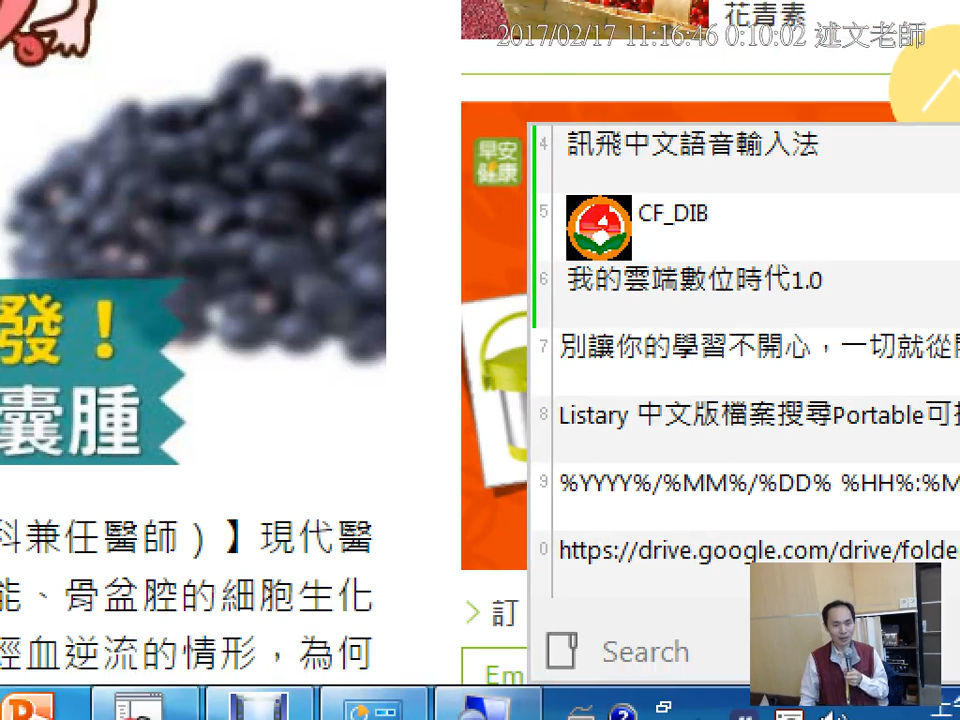 花青素
2017/02/17 11:16:46 0:10:02 述文老師
早安
健康
4 訊飛中文語音輸入法
5 CF_DIB
6 我的雲端數位時代1.0
7 別讓你的學習不開心，一切就從
8 Listary 中文版檔案搜尋Portable可
9 %YYYY%/%MM%/%DD% %HH%:%M
0 https://drive.google.com/drive/folde
Search
發！
囊腫
科兼任醫師）】現代醫
能、骨盆腔的細胞生化
經血逆流的情形，為何
訂
Em
上午